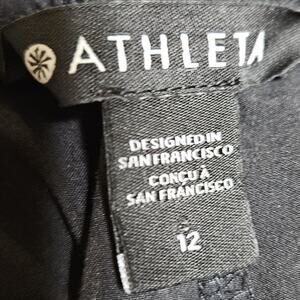 ATHLETA
DESIGNED IN
SAN FRANCISCO
CONÇU À
SAN FRANCISCO
12